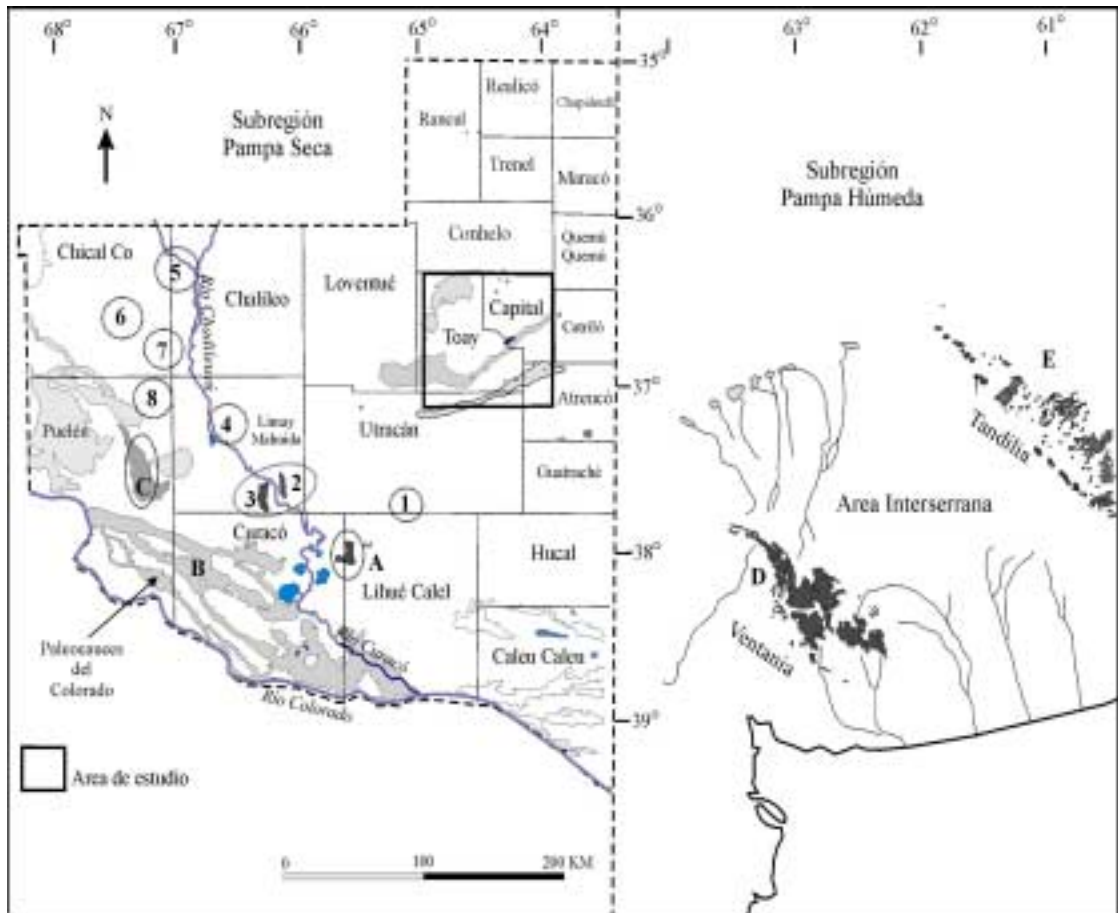 68° 67° 66° 65° 64° 63° 62° 61°
35°
N
Subregión
Pampa Seca
Realicó
Rancul
Trenel
Maracó
Subregión
Pampa Húmeda
36°
Conhelo
Quemú
Quemú
Chical Co
5
Río Chadileuvú
Chalileo
Loventué
Capital
Toay
Catriló
6
7
E
Tandilia
37°
8
4
Limay
Mahuida
Utracán
Atreucó
Puelén
C
2
3
1
Guatraché
Area Interserrana
Curacó
38°
A
Hucal
B
Lihué Calel
D
Ventania
Paleocauces
del
Colorado
Río Curacó
Caleu Caleu
Río Colorado
39°
Area de estudio
0 100 200 KM